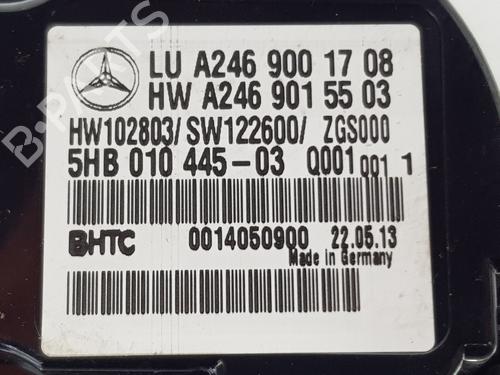 LU A246 900 17 08
HW A246 901 55 03
HW102803/ SW122600/ ZGS000
5HB 010 445-03 Q001 001 1
BHTC 0014050900 22.05.13
Made in Germany
B-PARTS